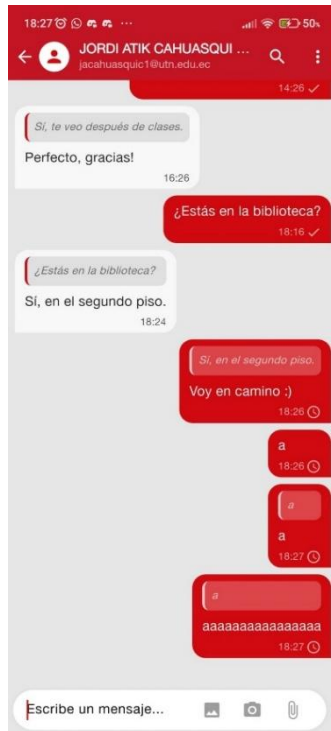 18:27
50%
JORDI ATIK CAHUASQUI ...
jacahuasquic1@utn.edu.ec
14:26
Sí, te veo después de clases.
Perfecto, gracias!
16:26
¿Estás en la biblioteca?
18:16
¿Estás en la biblioteca?
Sí, en el segundo piso.
18:24
Sí, en el segundo piso.
Voy en camino :)
18:26
a
18:26
a
a
18:27
a
aaaaaaaaaaaaaaaa
18:27
Escribe un mensaje...